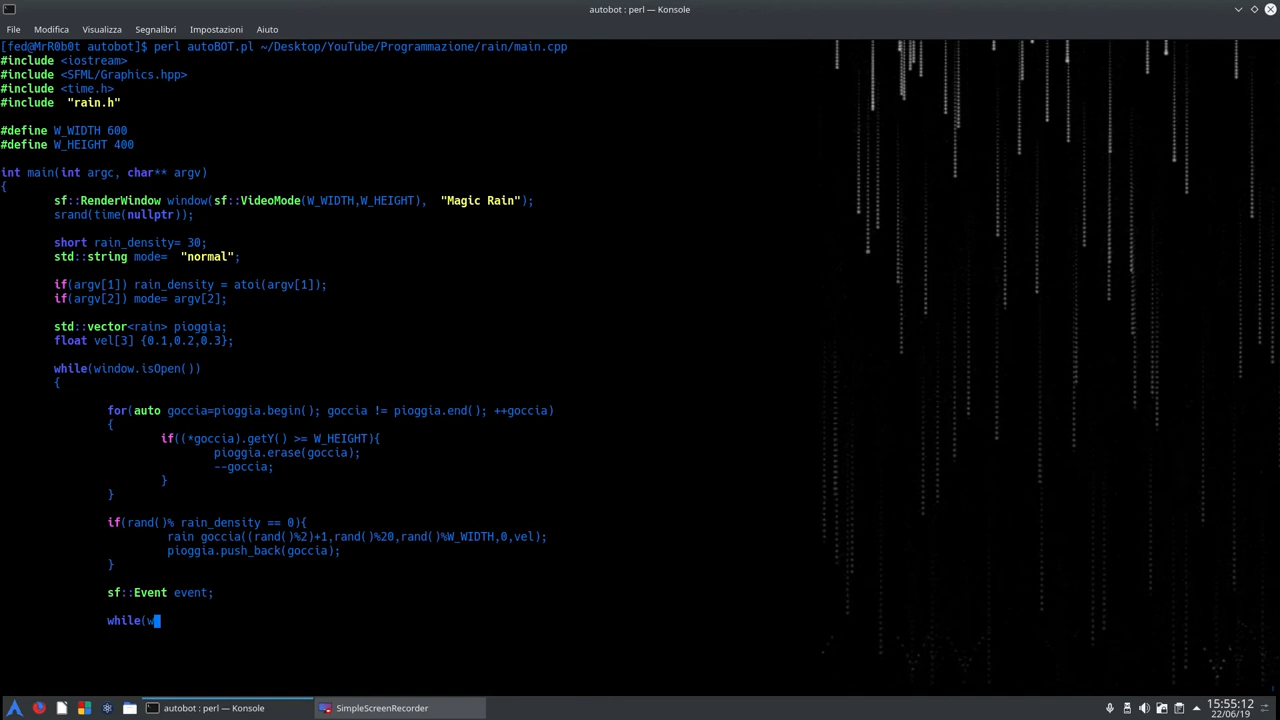 autobot : perl — Konsole
File Modifica Visualizza Segnalibri Impostazioni Aiuto
[fed@MrR0b0t autobot]$ perl autoBOT.pl ~/Desktop/YouTube/Programmazione/rain/main.cpp
#include <iostream>
#include <SFML/Graphics.hpp>
#include <time.h>
#include  "rain.h"
#define W_WIDTH 600
#define W_HEIGHT 400
int main(int argc, char** argv)
{
sf::RenderWindow window(sf::VideoMode(W_WIDTH,W_HEIGHT),  "Magic Rain");
srand(time(nullptr));
short rain_density= 30;
std::string mode=  "normal";
if(argv[1]) rain_density = atoi(argv[1]);
if(argv[2]) mode= argv[2];
std::vector<rain> pioggia;
float vel[3] {0.1,0.2,0.3};
while(window.isOpen())
{
for(auto goccia=pioggia.begin(); goccia != pioggia.end(); ++goccia)
{
if((*goccia).getY() >= W_HEIGHT){
pioggia.erase(goccia);
--goccia;
}
}
if(rand()% rain_density == 0){
rain goccia((rand()%2)+1,rand()%20,rand()%W_WIDTH,0,vel);
pioggia.push_back(goccia);
}
sf::Event event;
while(w
autobot : perl — Konsole
SimpleScreenRecorder
15:55:12
22/06/19